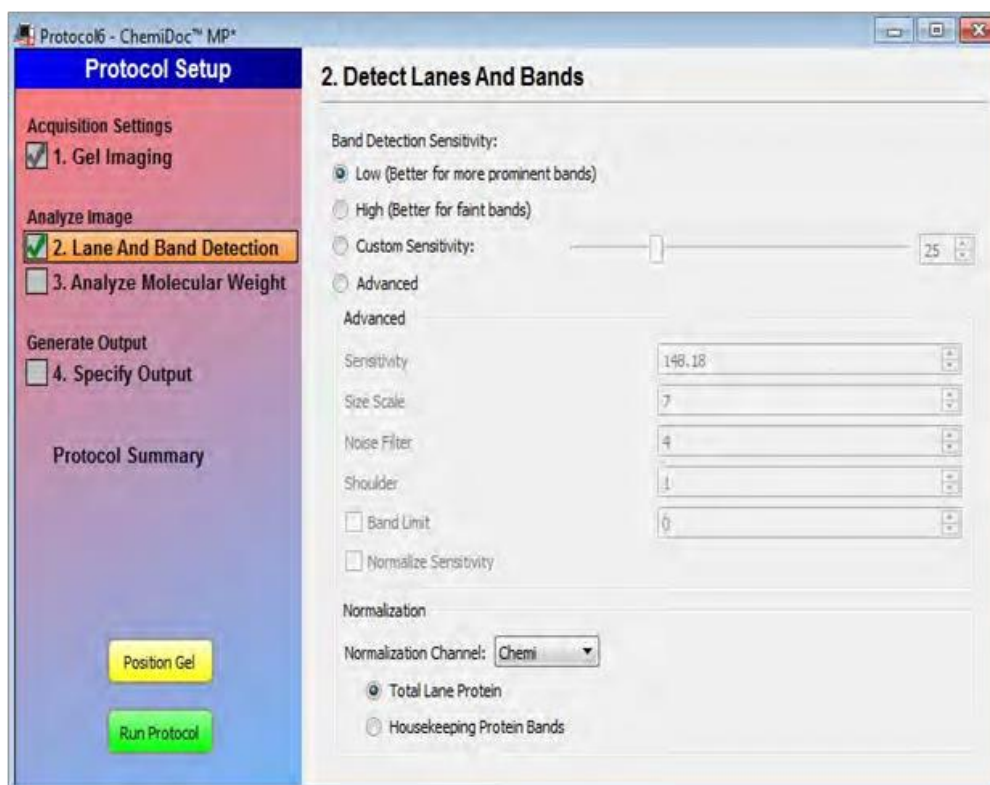 Protocol6 - ChemiDoc™ MP*
Protocol Setup
Acquisition Settings
1. Gel Imaging
Analyze Image
2. Lane And Band Detection
3. Analyze Molecular Weight
Generate Output
4. Specify Output
Protocol Summary
Position Gel
Run Protocol
2. Detect Lanes And Bands
Band Detection Sensitivity:
Low (Better for more prominent bands)
High (Better for faint bands)
Custom Sensitivity: 25
Advanced
Advanced
Sensitivity 148.18
Size Scale 7
Noise Filter 4
Shoulder 1
Band Limit 0
Normalize Sensitivity
Normalization
Normalization Channel: Chemi
Total Lane Protein
Housekeeping Protein Bands